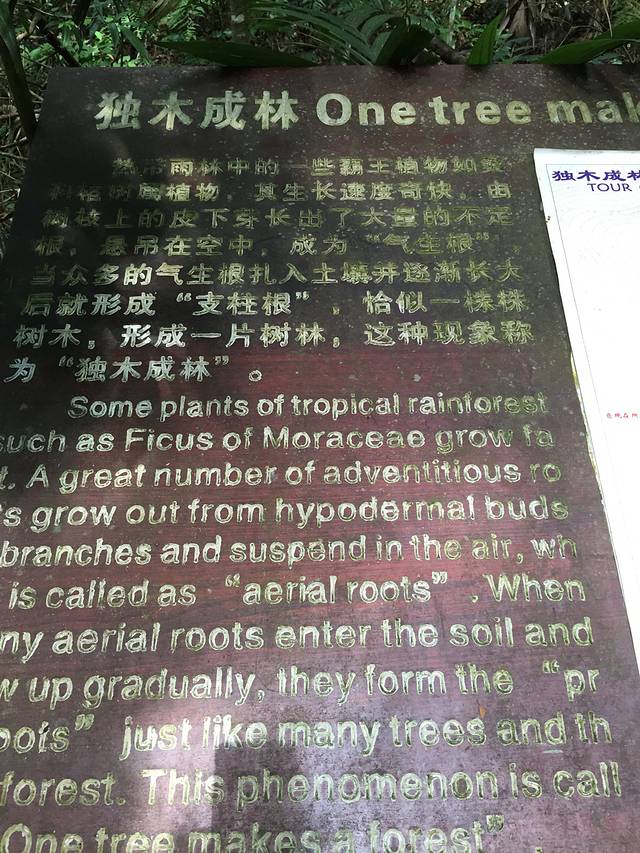 独木成林 One tree mak
热带雨林中的一些霸王植物如桑
科榕树属植物，其生长速度奇快。由
树枝上的皮下芽长出了大量的不定
根，悬吊在空中，成为“气生根”。
当众多的气生根扎入土壤并逐渐长大
后就形成“支柱根”，恰似一株株
树木，形成一片树林，这种现象称
为“独木成林”。
Some plants of tropical rainforest
such as Ficus of Moraceae grow fa
t. A great number of adventitious ro
ts grow out from hypodermal buds
branches and suspend in the air, wh
is called as “aerial roots” . When
ny aerial roots enter the soil and
w up gradually, they form the “pr
oots” just like many trees and th
forest. This phenomenon is call
One tree makes a forest” .
独木成林
TOUR